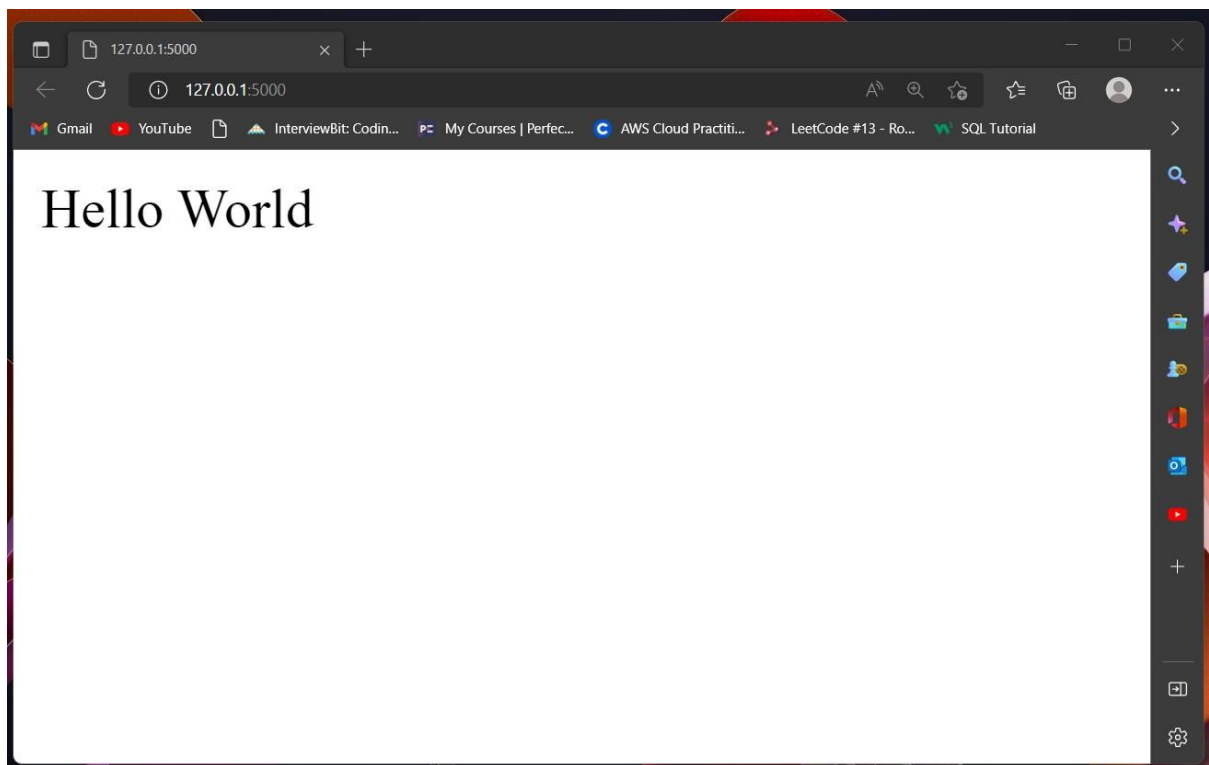 127.0.0.1:5000
127.0.0.1:5000
Gmail YouTube InterviewBit: Codin... PE My Courses | Perfec... C AWS Cloud Practiti... LeetCode #13 - Ro... SQL Tutorial
Hello World